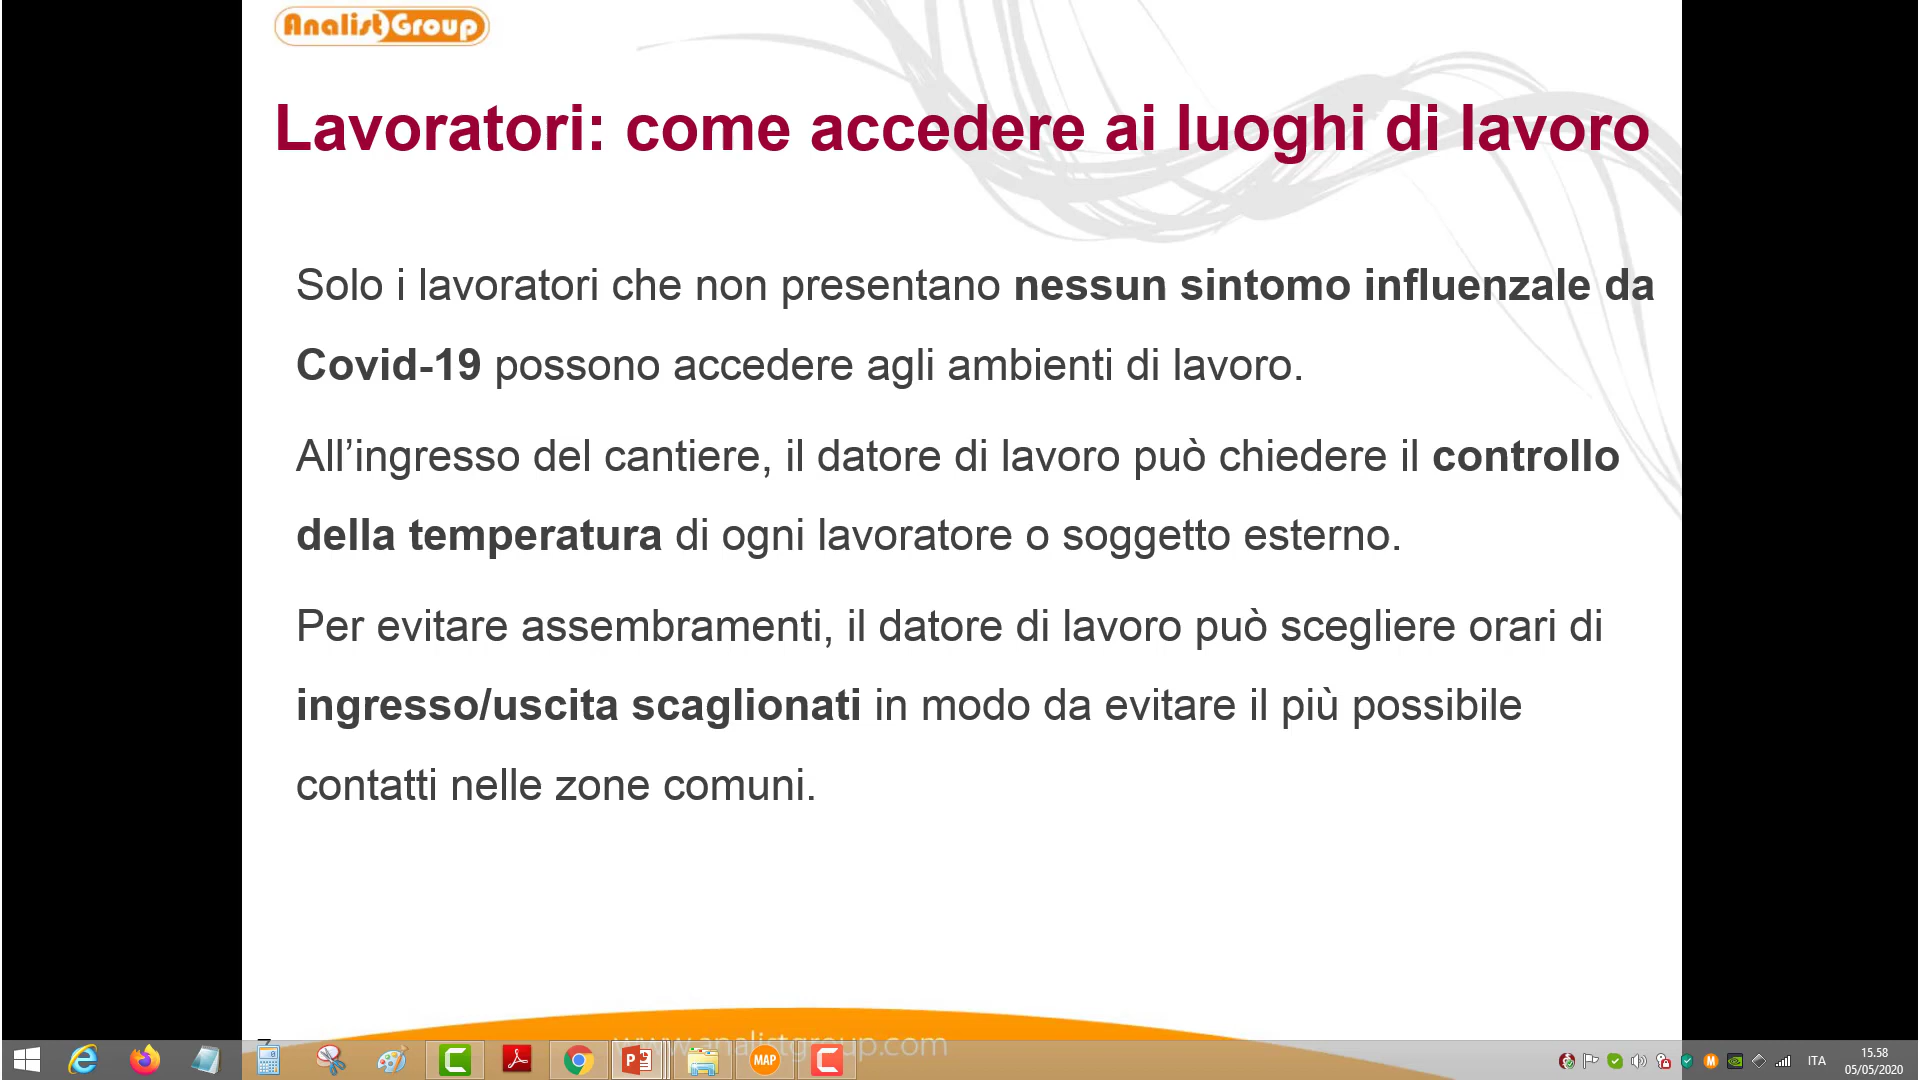 Analist Group
Lavoratori: come accedere ai luoghi di lavoro
Solo i lavoratori che non presentano nessun sintomo influenzale da
Covid-19 possono accedere agli ambienti di lavoro.
All’ingresso del cantiere, il datore di lavoro può chiedere il controllo
della temperatura di ogni lavoratore o soggetto esterno.
Per evitare assembramenti, il datore di lavoro può scegliere orari di
ingresso/uscita scaglionati in modo da evitare il più possibile
contatti nelle zone comuni.
www.analistgroup.com
MAP
ITA
15.58
05/05/2020